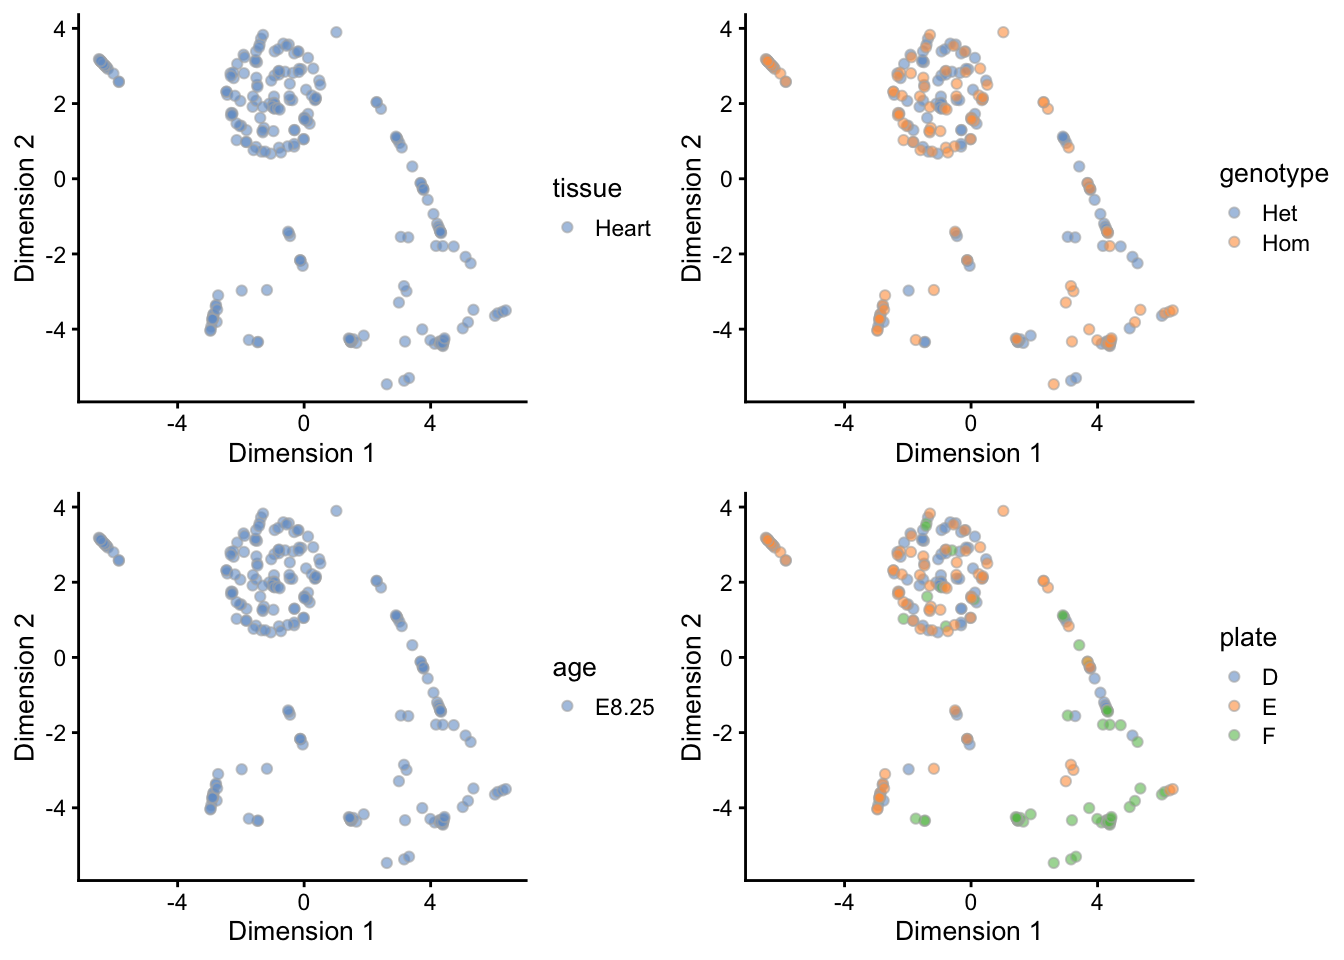 4
2
0
-2
-4
Dimension 2
-4 0 4
Dimension 1
tissue
Heart
4
2
0
-2
-4
Dimension 2
-4 0 4
Dimension 1
genotype
Het
Hom
4
2
0
-2
-4
Dimension 2
-4 0 4
Dimension 1
age
E8.25
4
2
0
-2
-4
Dimension 2
-4 0 4
Dimension 1
plate
D
E
F